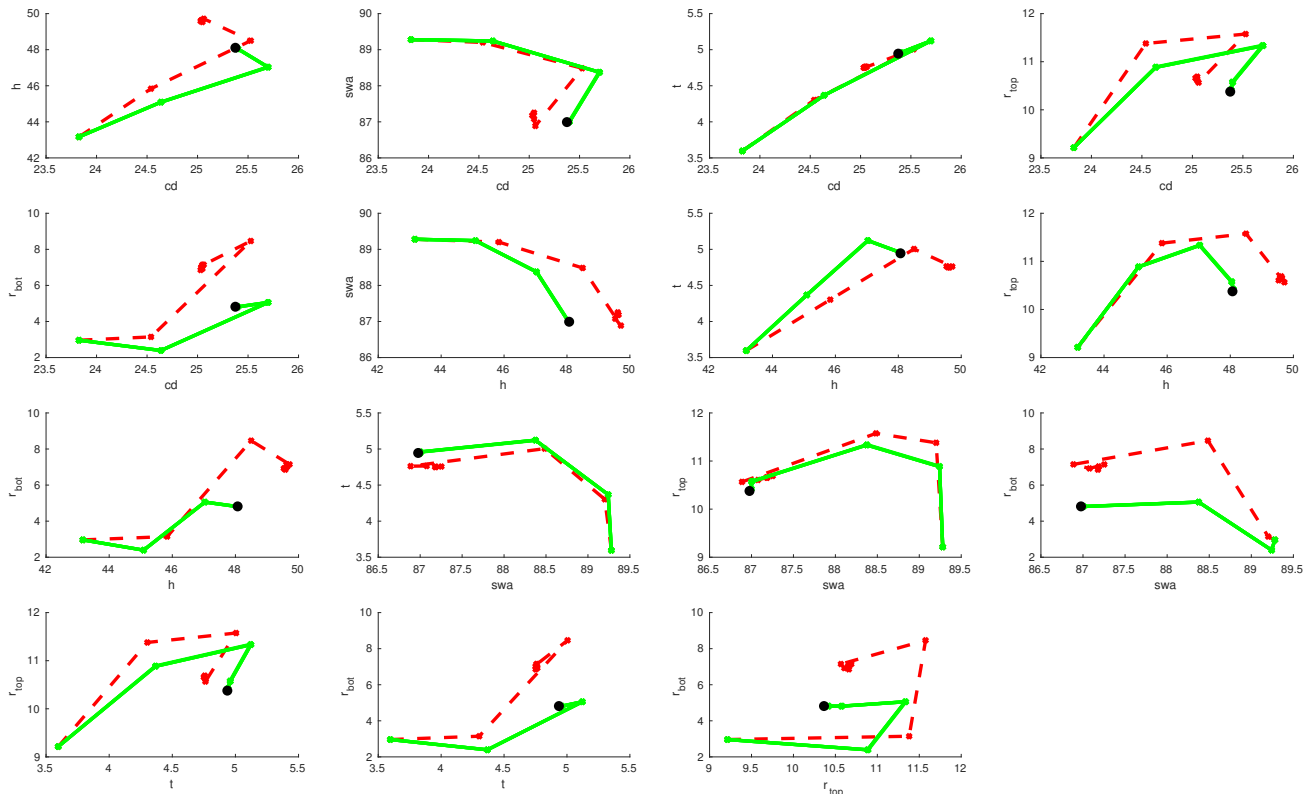 50
48
46
44
42
23.5 24 24.5 25 25.5 26
h
cd
90
89
88
87
86
23.5 24 24.5 25 25.5 26
swa
cd
5.5
5
4.5
4
3.5
23.5 24 24.5 25 25.5 26
t
cd
12
11
10
9
23.5 24 24.5 25 25.5 26
r_top
cd
10
8
6
4
2
23.5 24 24.5 25 25.5 26
r_bot
cd
90
89
88
87
86
42 44 46 48 50
swa
h
5.5
5
4.5
4
3.5
42 44 46 48 50
t
h
12
11
10
9
42 44 46 48 50
r_top
h
10
8
6
4
2
42 44 46 48 50
r_bot
h
5.5
5
4.5
4
3.5
86.5 87 87.5 88 88.5 89 89.5
t
swa
12
11
10
9
86.5 87 87.5 88 88.5 89 89.5
r_top
swa
10
8
6
4
2
86.5 87 87.5 88 88.5 89 89.5
r_bot
swa
12
11
10
9
3.5 4 4.5 5 5.5
r_top
t
10
8
6
4
2
3.5 4 4.5 5 5.5
r_bot
t
10
8
6
4
2
9 9.5 10 10.5 11 11.5 12
r_bot
r_top